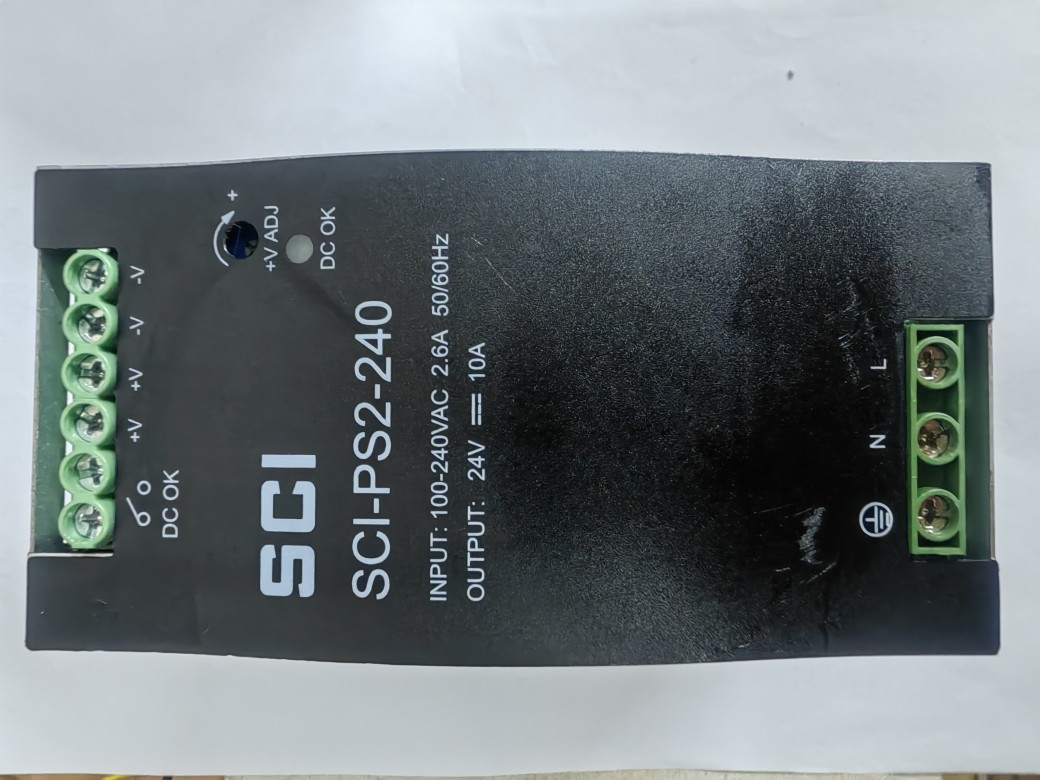 -V -V +V +V
DC OK
+
+V ADJ
DC OK
SCI
SCI-PS2-240
INPUT: 100-240VAC 2.6A 50/60Hz
OUTPUT: 24V ⎓ 10A
N L